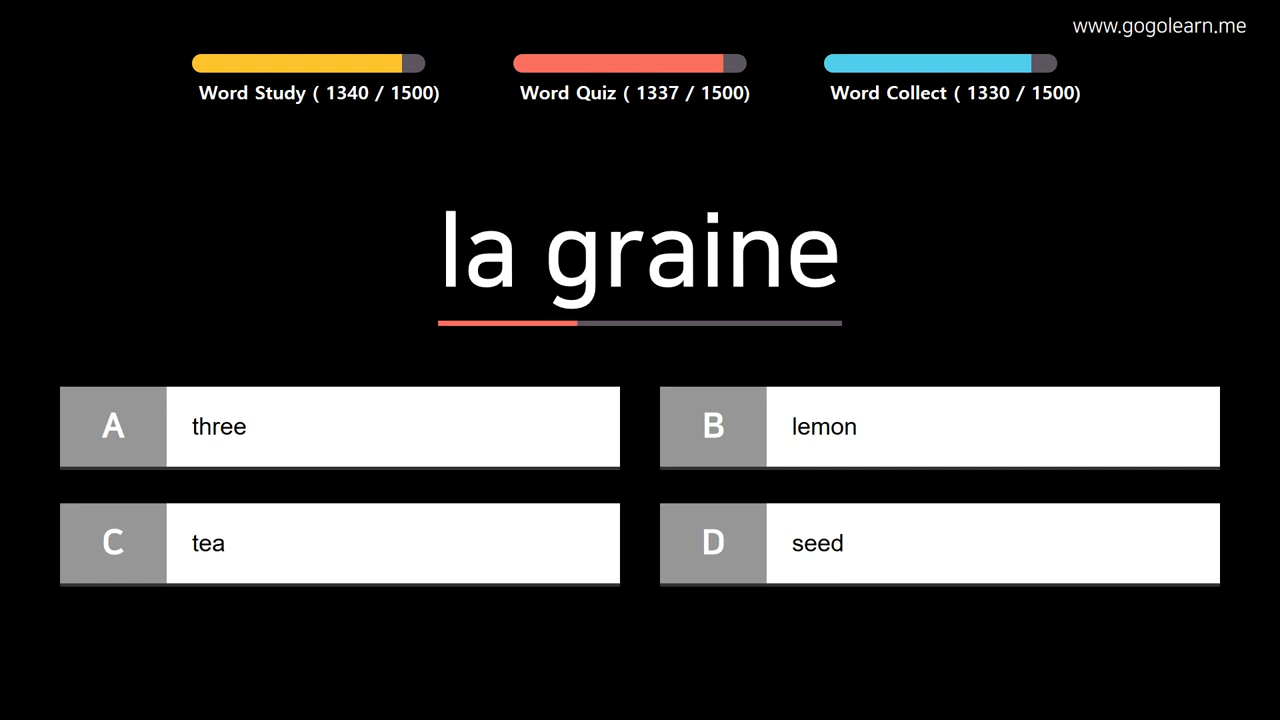 www.gogolearn.me
Word Study ( 1340 / 1500)
Word Quiz ( 1337 / 1500)
Word Collect ( 1330 / 1500)
la graine
A three
B lemon
C tea
D seed